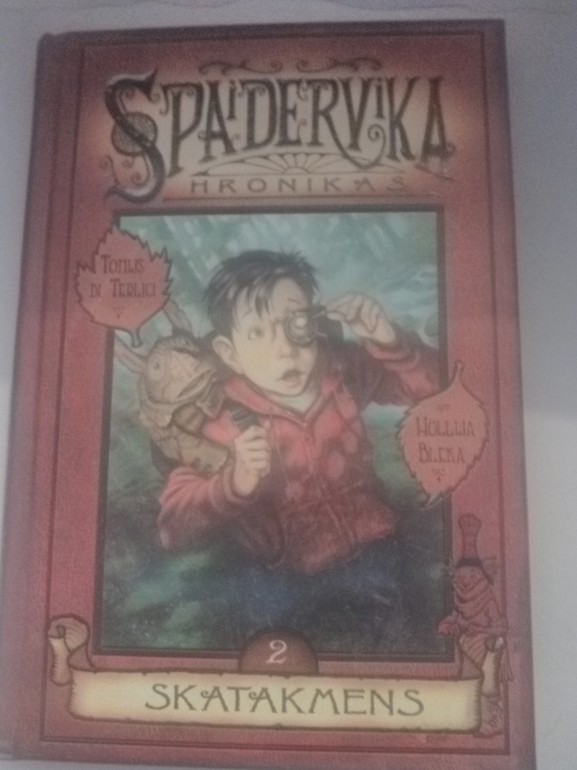 SPAiDERViKA
HRONIKAS
TONIJS
DI TERLICI
HOLLIJA
BLEKA
2
SKATAKMENS